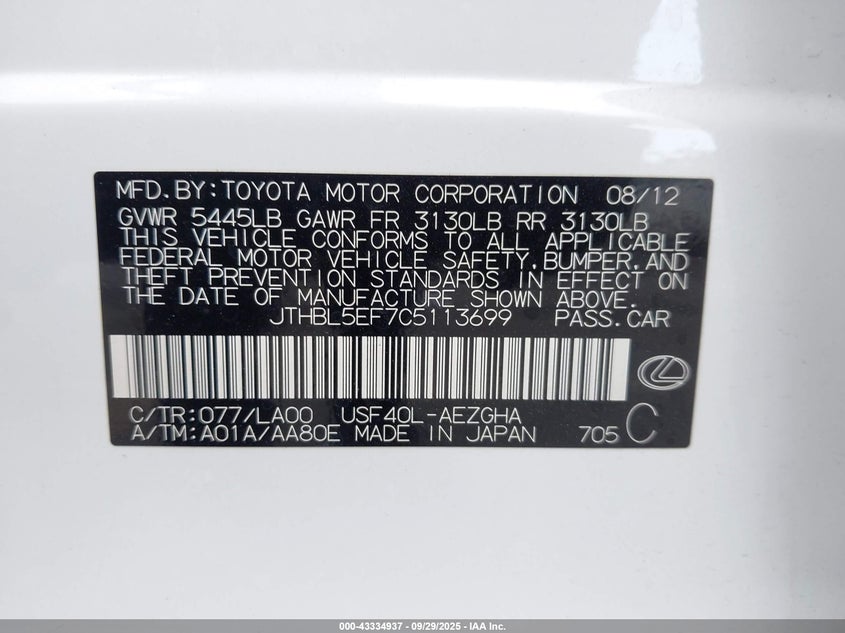 MFD.BY:TOYOTA MOTOR CORPORATION 08/12
GVWR 5445LB GAWR FR 3130LB RR 3130LB
THIS VEHICLE CONFORMS TO ALL APPLICABLE
FEDERAL MOTOR VEHICLE SAFETY,BUMPER,AND
THEFT PREVENTION STANDARDS IN EFFECT ON
THE DATE OF MANUFACTURE SHOWN ABOVE.
JTHBL5EF7C5113699 PASS.CAR
C/TR:077/LA00 USF40L-AEZGHA
A/TM:A01A/AA80E MADE IN JAPAN 705 C
000-43334937 - 09/29/2025 - IAA Inc.